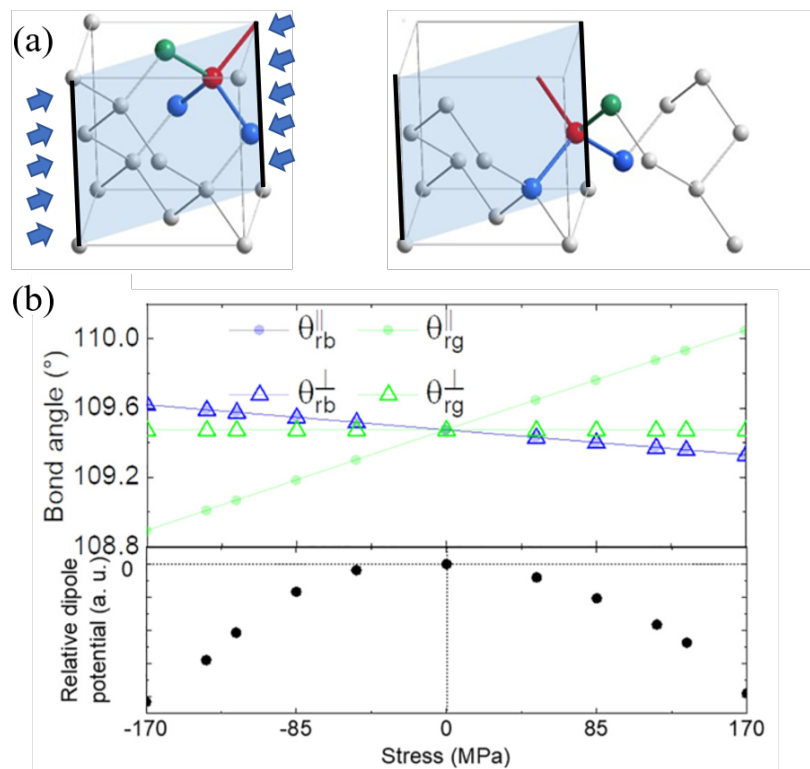 (a)
(b)
θ∥rb θ∥rg
θ⊥rb θ⊥rg
Bond angle (°)
110.0
109.6
109.2
108.8
Relative dipole
potential (a. u.)
0
-170 -85 0 85 170
Stress (MPa)